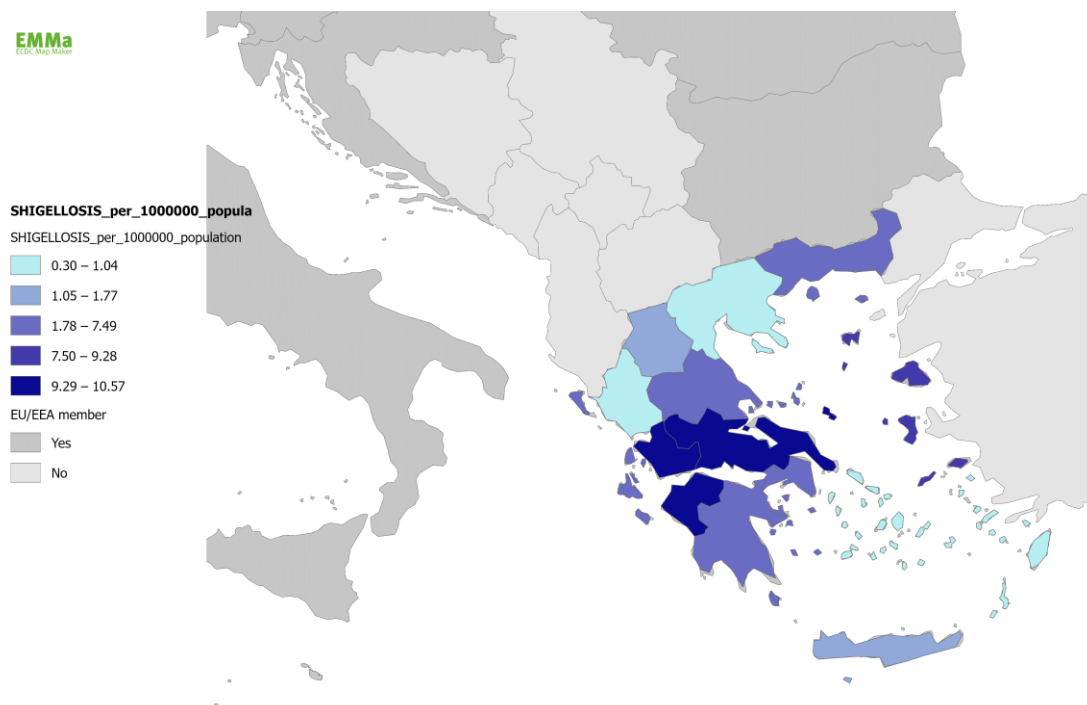 EMMa
ECDC Map Maker
SHIGELLOSIS_per_1000000_popula
SHIGELLOSIS_per_1000000_population
0.30 – 1.04
1.05 – 1.77
1.78 – 7.49
7.50 – 9.28
9.29 – 10.57
EU/EEA member
Yes
No